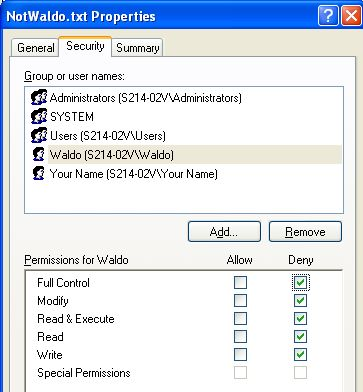 NotWaldo.txt Properties
General Security Summary
Group or user names:
Administrators (S214-02V\Administrators)
SYSTEM
Users (S214-02V\Users)
Waldo (S214-02V\Waldo)
Your Name (S214-02V\Your Name)
Add... Remove
Permissions for Waldo Allow Deny
Full Control
Modify
Read & Execute
Read
Write
Special Permissions